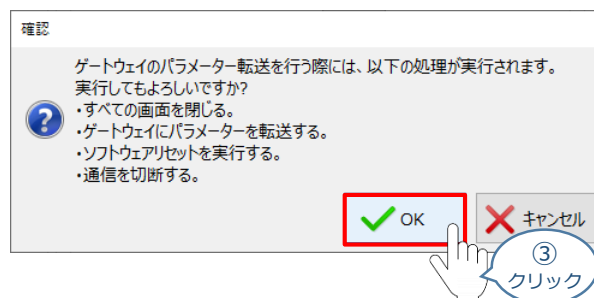 確認
ゲートウェイのパラメーター転送を行う際には、以下の処理が実行されます。
実行してもよろしいですか?
・すべての画面を閉じる。
・ゲートウェイにパラメーターを転送する。
・ソフトウェアリセットを実行する。
・通信を切断する。
OK
キャンセル
③
クリック